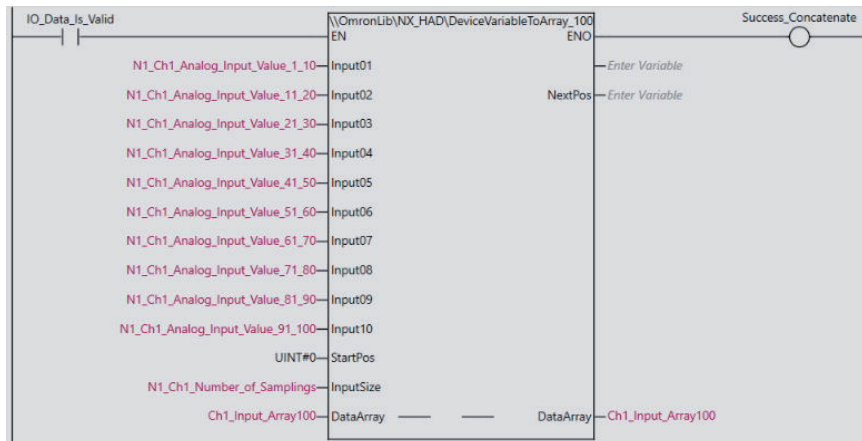 IO_Data_Is_Valid \\OmronLib\NX_HAD\DeviceVariableToArray_100 Success_Concatenate
EN ENO
N1_Ch1_Analog_Input_Value_1_10 Input01 Enter Variable
N1_Ch1_Analog_Input_Value_11_20 Input02 NextPos Enter Variable
N1_Ch1_Analog_Input_Value_21_30 Input03
N1_Ch1_Analog_Input_Value_31_40 Input04
N1_Ch1_Analog_Input_Value_41_50 Input05
N1_Ch1_Analog_Input_Value_51_60 Input06
N1_Ch1_Analog_Input_Value_61_70 Input07
N1_Ch1_Analog_Input_Value_71_80 Input08
N1_Ch1_Analog_Input_Value_81_90 Input09
N1_Ch1_Analog_Input_Value_91_100 Input10
UINT#0 StartPos
N1_Ch1_Number_of_Samplings InputSize
Ch1_Input_Array100 DataArray DataArray Ch1_Input_Array100